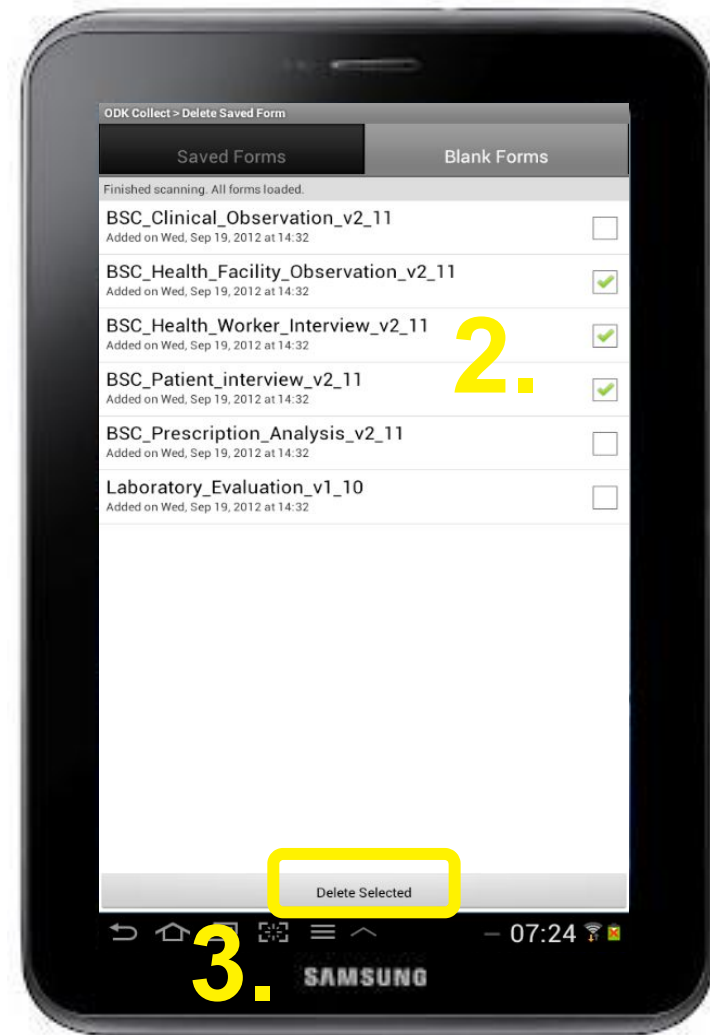 ODK Collect > Delete Saved Form
Saved Forms
Blank Forms
Finished scanning. All forms loaded.
BSC_Clinical_Observation_v2_11
Added on Wed, Sep 19, 2012 at 14:32
BSC_Health_Facility_Observation_v2_11
Added on Wed, Sep 19, 2012 at 14:32
BSC_Health_Worker_Interview_v2_11
Added on Wed, Sep 19, 2012 at 14:32
2.
BSC_Patient_interview_v2_11
Added on Wed, Sep 19, 2012 at 14:32
BSC_Prescription_Analysis_v2_11
Added on Wed, Sep 19, 2012 at 14:32
Laboratory_Evaluation_v1_10
Added on Wed, Sep 19, 2012 at 14:32
Delete Selected
07:24
3.
SAMSUNG